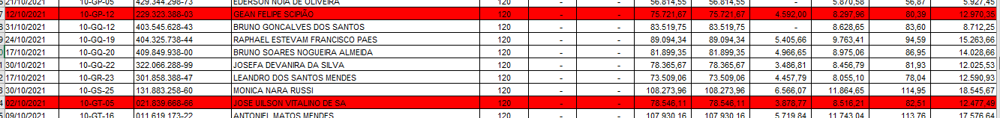 21/10/2021 10-GP-05 429.344.298-73 EDERSON NOIA DE OLIVEIRA 120 - - 56.814,55 56.814,55 - 5.870,58 56,87 5.927,45
7 12/10/2021 10-GP-12 229.323.388-03 GEAN FELIPE SCIPIÃO 120 - - 75.721,67 75.721,67 4.592,00 8.297,96 80,39 12.970,35
8 31/10/2021 10-GQ-12 403.545.628-43 BRUNO GONCALVES DOS SANTOS 120 - - 83.519,75 83.519,75 - 8.628,65 83,60 8.712,25
9 24/10/2021 10-GQ-19 404.325.738-44 RAPHAEL ESTEVAM FRANCISCO PAES 120 - - 89.094,34 89.094,34 5.405,66 9.763,41 94,59 15.263,66
0 17/10/2021 10-GQ-20 409.849.938-00 BRUNO SOARES NOGUEIRA ALMEIDA 120 - - 81.899,35 81.899,35 4.966,65 8.975,06 86,95 14.028,66
1 30/10/2021 10-GQ-22 322.066.288-99 JOSEFA DEVANIRA DA SILVA 120 - - 78.365,67 78.365,67 3.486,81 8.456,79 81,93 12.025,53
2 17/10/2021 10-GR-23 301.858.388-47 LEANDRO DOS SANTOS MENDES 120 - - 73.509,06 73.509,06 4.457,79 8.055,10 78,04 12.590,93
3 30/10/2021 10-GS-25 131.883.258-60 MONICA NARA RUSSI 120 - - 108.273,96 108.273,96 6.566,07 11.864,65 114,95 18.545,67
4 02/10/2021 10-GT-05 021.839.668-66 JOSE UILSON VITALINO DE SA 120 - - 78.546,11 78.546,11 3.878,77 8.516,21 82,51 12.477,49
5 09/10/2021 10-GT-16 011.619.173-22 ANTONIEL MATOS MENDES 120 - - 107.930,16 107.930,16 5.719,84 11.743,04 113,76 17.576,64